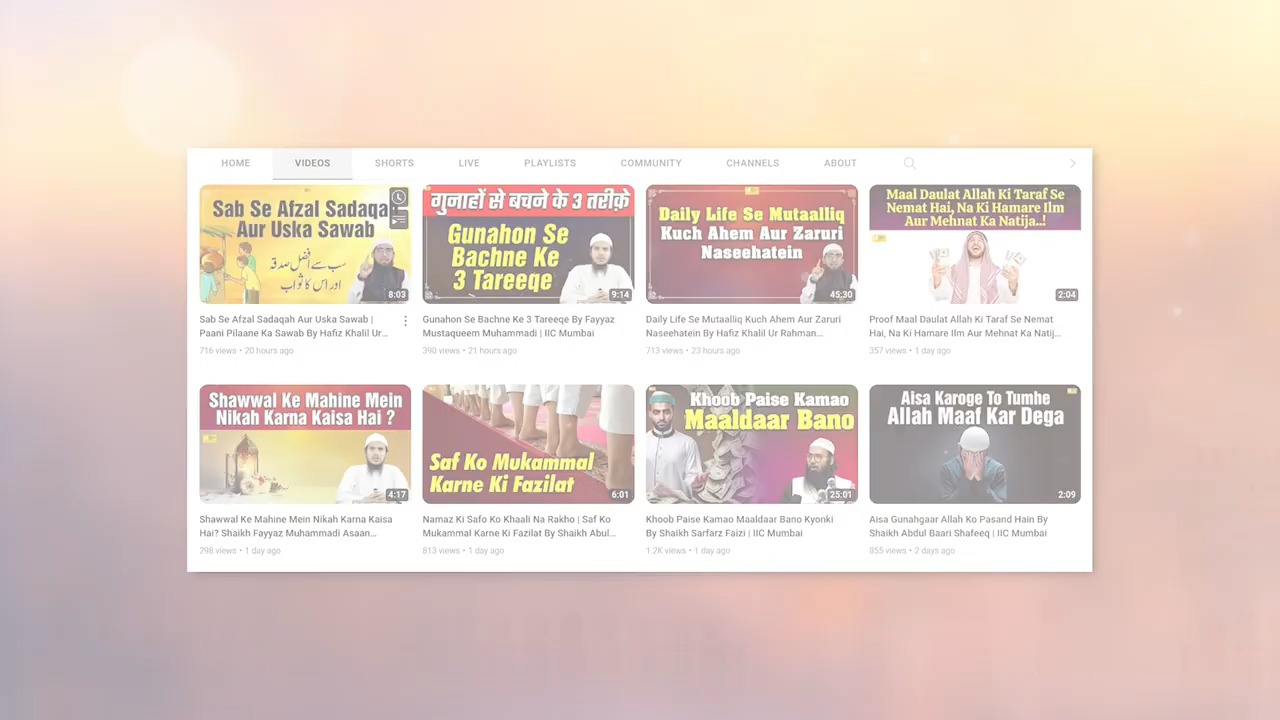 HOME
VIDEOS
SHORTS
LIVE
PLAYLISTS
COMMUNITY
CHANNELS
ABOUT
Sab Se Afzal Sadaqa
Aur Uska Sawab
سب سے افضل صدقہ
اور اس کا ثواب
8:03
गुनाहों से बचने के 3 तरीक़े
Gunahon Se
Bachne Ke
3 Tareeqe
9:14
Daily Life Se Mutaalliq
Kuch Ahem Aur Zaruri
Naseehatein
45:30
Maal Daulat Allah Ki Taraf Se
Nemat Hai, Na Ki Hamare Ilm
Aur Mehnat Ka Natija..!
2:04
Sab Se Afzal Sadaqah Aur Uska Sawab |
Paani Pilaane Ka Sawab By Hafiz Khalil Ur...
716 views • 20 hours ago
Gunahon Se Bachne Ke 3 Tareeqe By Fayyaz
Mustaqueem Muhammadi | IIC Mumbai
390 views • 21 hours ago
Daily Life Se Mutaalliq Kuch Ahem Aur Zaruri
Naseehatein By Hafiz Khalil Ur Rahman...
713 views • 23 hours ago
Proof Maal Daulat Allah Ki Taraf Se Nemat
Hai, Na Ki Hamare Ilm Aur Mehnat Ka Natij...
357 views • 1 day ago
Shawwal Ke Mahine Mein
Nikah Karna Kaisa Hai ?
4:17
Saf Ko Mukammal
Karne Ki Fazilat
6:01
Khoob Paise Kamao
Maaldaar Bano
25:01
Aisa Karoge To Tumhe
Allah Maaf Kar Dega
2:09
Shawwal Ke Mahine Mein Nikah Karna Kaisa
Hai? Shaikh Fayyaz Muhammadi Asaan...
298 views • 1 day ago
Namaz Ki Safo Ko Khaali Na Rakho | Saf Ko
Mukammal Karne Ki Fazilat By Shaikh Abul...
813 views • 1 day ago
Khoob Paise Kamao Maaldaar Bano Kyonki
By Shaikh Sarfarz Faizi | IIC Mumbai
1.2K views • 1 day ago
Aisa Gunahgaar Allah Ko Pasand Hain By
Shaikh Abdul Baari Shafeeq | IIC Mumbai
855 views • 2 days ago